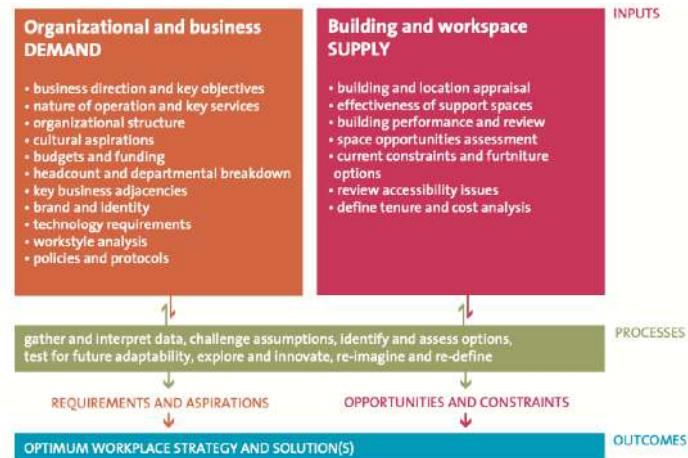 Organizational and business
DEMAND
• business direction and key objectives
• nature of operation and key services
• organizational structure
• cultural aspirations
• budgets and funding
• headcount and departmental breakdown
• key business adjacencies
• brand and identity
• technology requirements
• workstyle analysis
• policies and protocols
Building and workspace
SUPPLY
• building and location appraisal
• effectiveness of support spaces
• building performance and review
• space opportunities assessment
• current constraints and furtniture
options
• review accessibility issues
• define tenure and cost analysis
INPUTS
gather and interpret data, challenge assumptions, identify and assess options,
test for future adaptability, explore and innovate, re-imagine and re-define
PROCESSES
REQUIREMENTS AND ASPIRATIONS
OPPORTUNITIES AND CONSTRAINTS
OPTIMUM WORKPLACE STRATEGY AND SOLUTION(S)
OUTCOMES